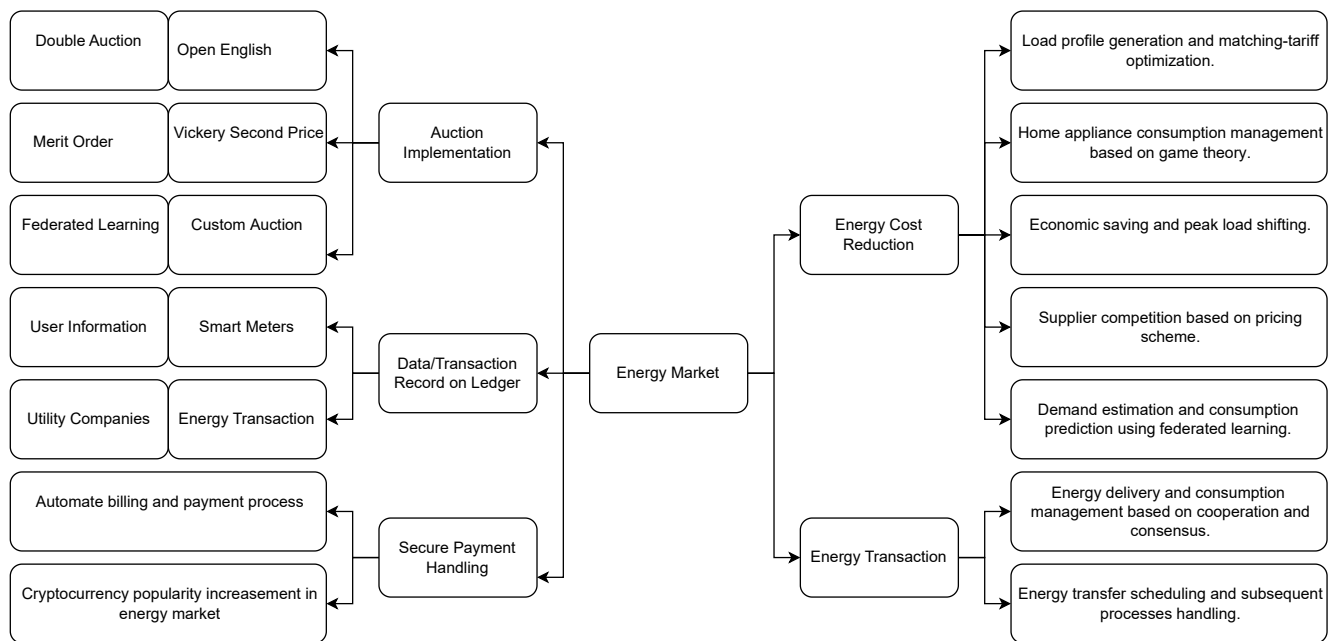 Double Auction
Open English
Merit Order
Vickery Second Price
Federated Learning
Custom Auction
User Information
Smart Meters
Utility Companies
Energy Transaction
Automate billing and payment process
Cryptocurrency popularity increasement in
energy market
Auction
Implementation
Data/Transaction
Record on Ledger
Secure Payment
Handling
Energy Market
Energy Cost
Reduction
Energy Transaction
Load profile generation and matching-tariff
optimization.
Home appliance consumption management
based on game theory.
Economic saving and peak load shifting.
Supplier competition based on pricing
scheme.
Demand estimation and consumption
prediction using federated learning.
Energy delivery and consumption
management based on cooperation and
consensus.
Energy transfer scheduling and subsequent
processes handling.